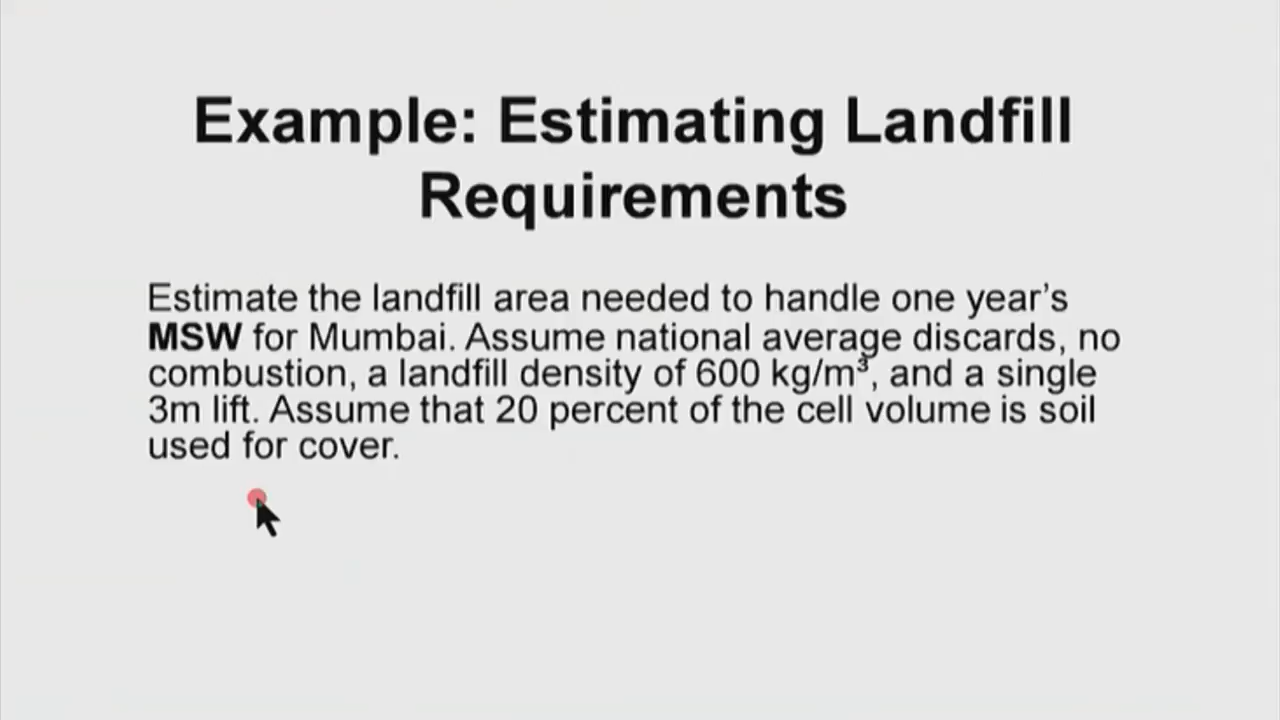 Example: Estimating Landfill
Requirements
Estimate the landfill area needed to handle one year’s
MSW for Mumbai. Assume national average discards, no
combustion, a landfill density of 600 kg/m³, and a single
3m lift. Assume that 20 percent of the cell volume is soil
used for cover.